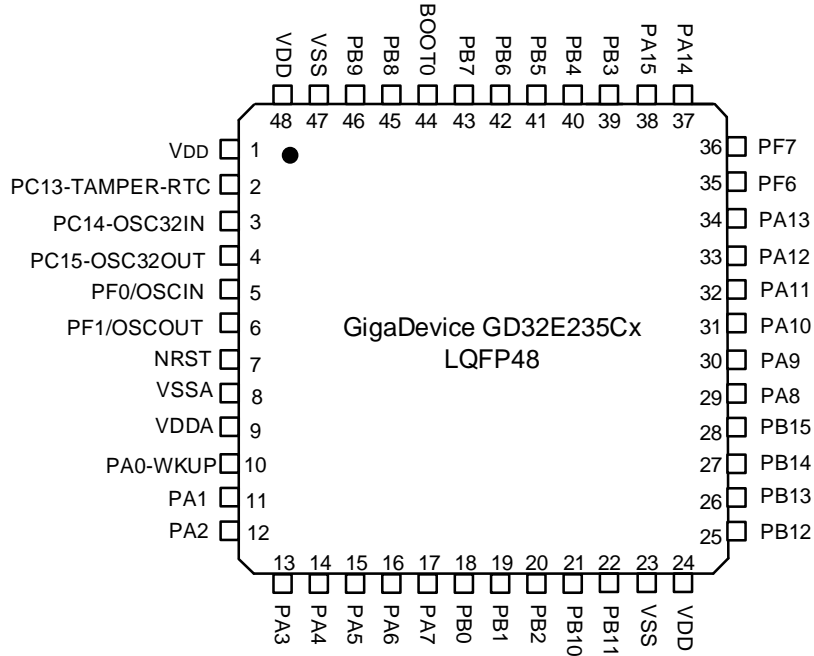 VDD VSS PB9 PB8 BOOT0 PB7 PB6 PB5 PB4 PB3 PA15 PA14
48 47 46 45 44 43 42 41 40 39 38 37
VDD 1
PC13-TAMPER-RTC 2
PC14-OSC32IN 3
PC15-OSC32OUT 4
PF0/OSCIN 5
PF1/OSCOUT 6
NRST 7
VSSA 8
VDDA 9
PA0-WKUP 10
PA1 11
PA2 12
GigaDevice GD32E235Cx
LQFP48
36 PF7
35 PF6
34 PA13
33 PA12
32 PA11
31 PA10
30 PA9
29 PA8
28 PB15
27 PB14
26 PB13
25 PB12
13 14 15 16 17 18 19 20 21 22 23 24
PA3 PA4 PA5 PA6 PA7 PB0 PB1 PB2 PB10 PB11 VSS VDD